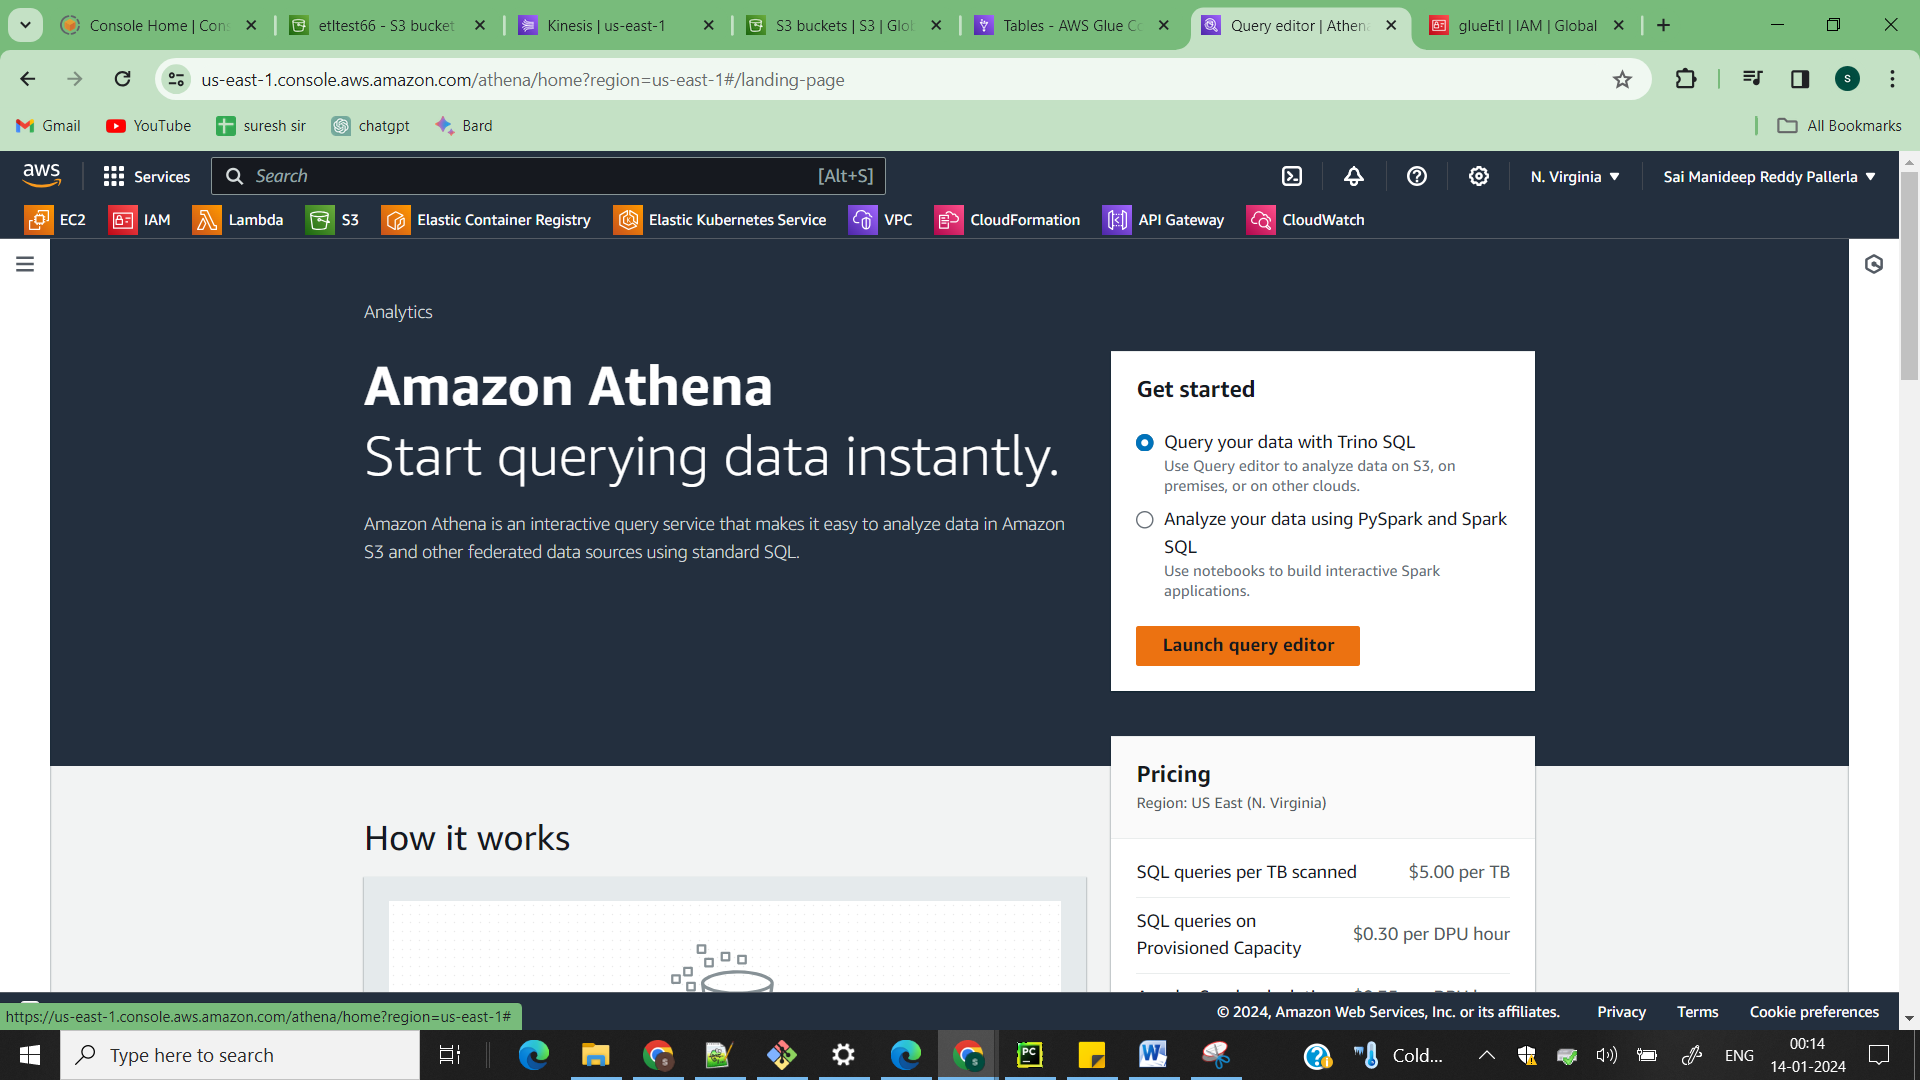 Console Home | Cons
etltest66 - S3 bucket
Kinesis | us-east-1
S3 buckets | S3 | Glob
Tables - AWS Glue Co
Query editor | Athena
glueEtl | IAM | Global
us-east-1.console.aws.amazon.com/athena/home?region=us-east-1#/landing-page
S
Gmail
YouTube
suresh sir
chatgpt
Bard
All Bookmarks
aws
Services
Search
[Alt+S]
N. Virginia
Sai Manideep Reddy Pallerla
EC2
IAM
Lambda
S3
Elastic Container Registry
Elastic Kubernetes Service
VPC
CloudFormation
API Gateway
CloudWatch
Analytics
Amazon Athena
Start querying data instantly.
Amazon Athena is an interactive query service that makes it easy to analyze data in Amazon
S3 and other federated data sources using standard SQL.
Get started
Query your data with Trino SQL
Use Query editor to analyze data on S3, on
premises, or on other clouds.
Analyze your data using PySpark and Spark
SQL
Use notebooks to build interactive Spark
applications.
Launch query editor
Pricing
Region: US East (N. Virginia)
SQL queries per TB scanned
$5.00 per TB
SQL queries on
Provisioned Capacity
$0.30 per DPU hour
How it works
https://us-east-1.console.aws.amazon.com/athena/home?region=us-east-1#
© 2024, Amazon Web Services, Inc. or its affiliates.
Privacy
Terms
Cookie preferences
Type here to search
PC
Cold...
ENG
00:14
14-01-2024